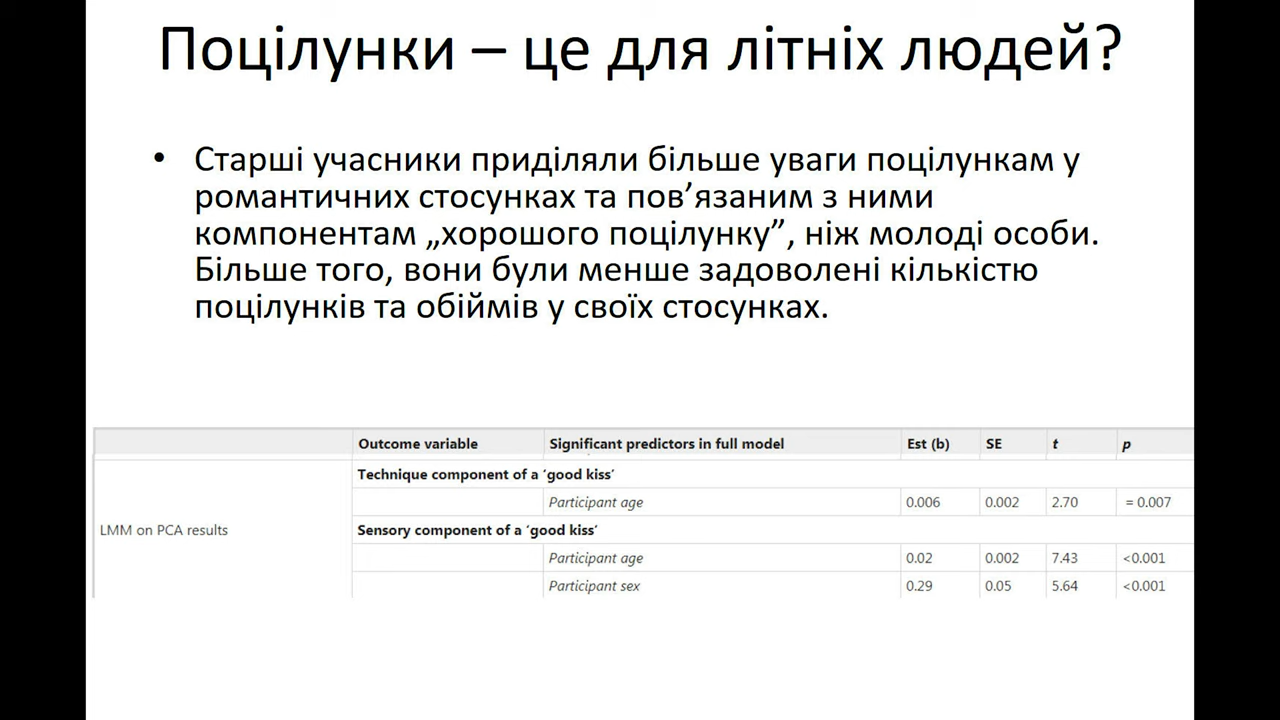 Поцілунки – це для літніх людей?
• Старші учасники приділяли більше уваги поцілункам у
романтичних стосунках та пов’язаним з ними
компонентам „хорошого поцілунку”, ніж молоді особи.
Більше того, вони були менше задоволені кількістю
поцілунків та обіймів у своїх стосунках.
Outcome variable Significant predictors in full model Est (b) SE t p
Technique component of a ‘good kiss’
Participant age 0.006 0.002 2.70 = 0.007
LMM on PCA results Sensory component of a ‘good kiss’
Participant age 0.02 0.002 7.43 <0.001
Participant sex 0.29 0.05 5.64 <0.001